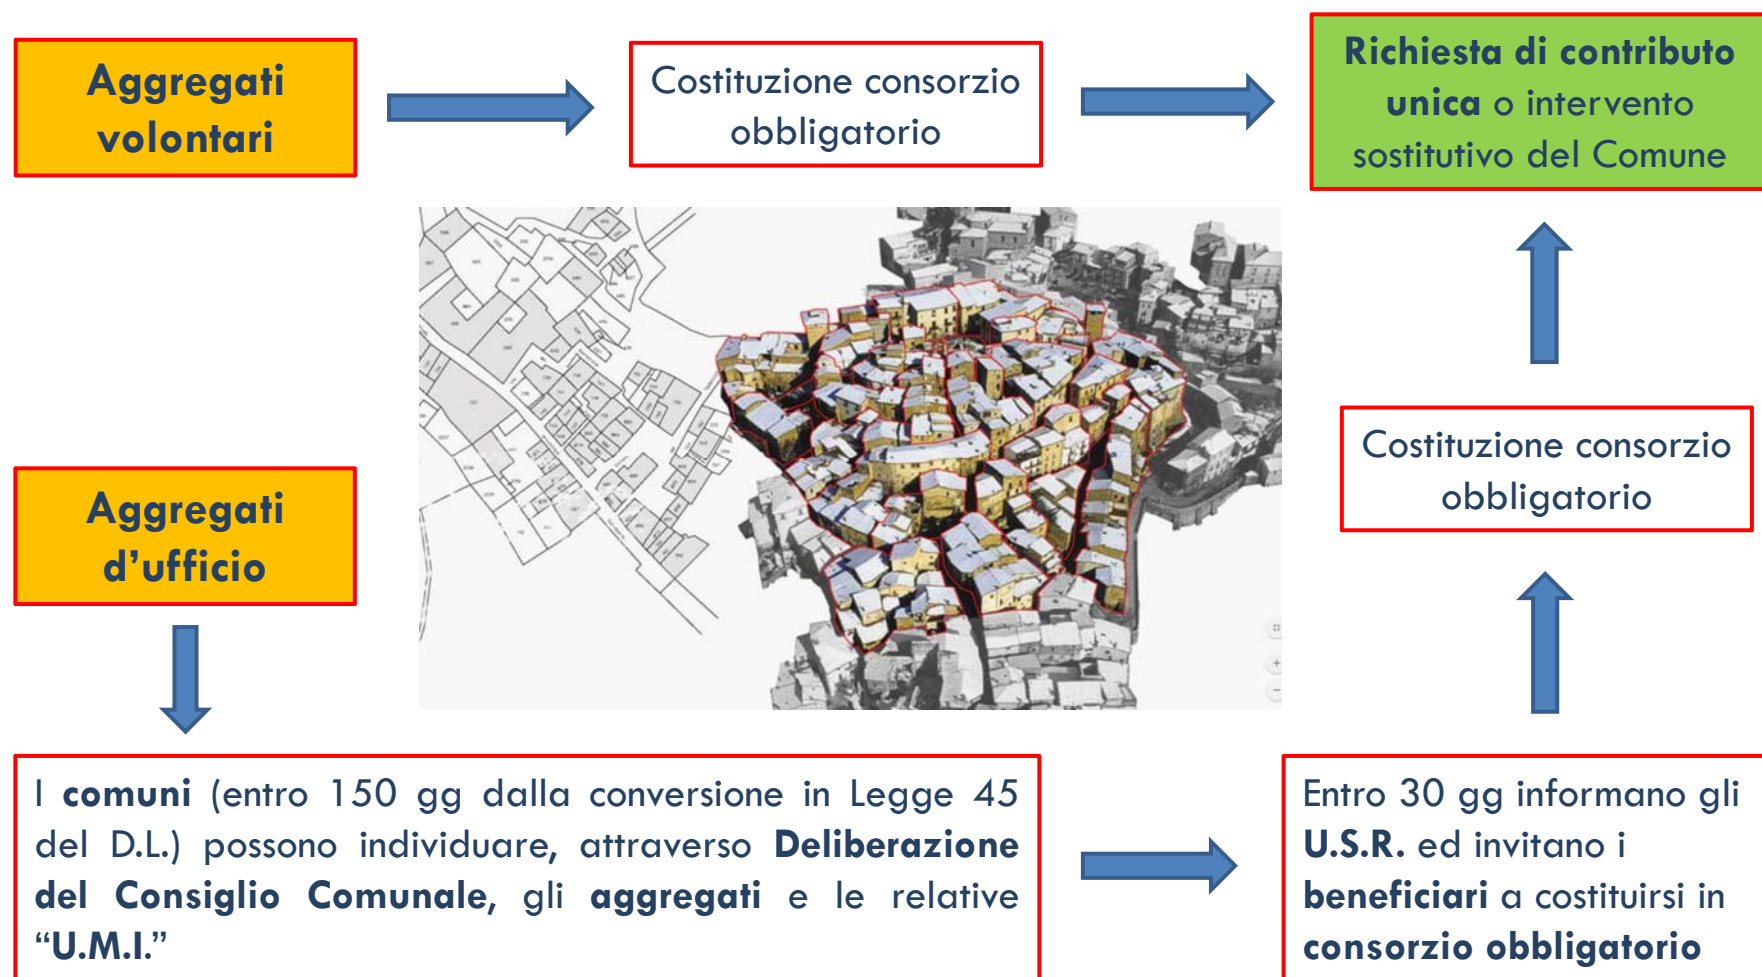 Aggregati
volontari
Costituzione consorzio
obbligatorio
Richiesta di contributo
unica o intervento
sostitutivo del Comune
Aggregati
d’ufficio
Costituzione consorzio
obbligatorio
I comuni (entro 150 gg dalla conversione in Legge 45
del D.L.) possono individuare, attraverso Deliberazione
del Consiglio Comunale, gli aggregati e le relative
“U.M.I.”
Entro 30 gg informano gli
U.S.R. ed invitano i
beneficiari a costituirsi in
consorzio obbligatorio